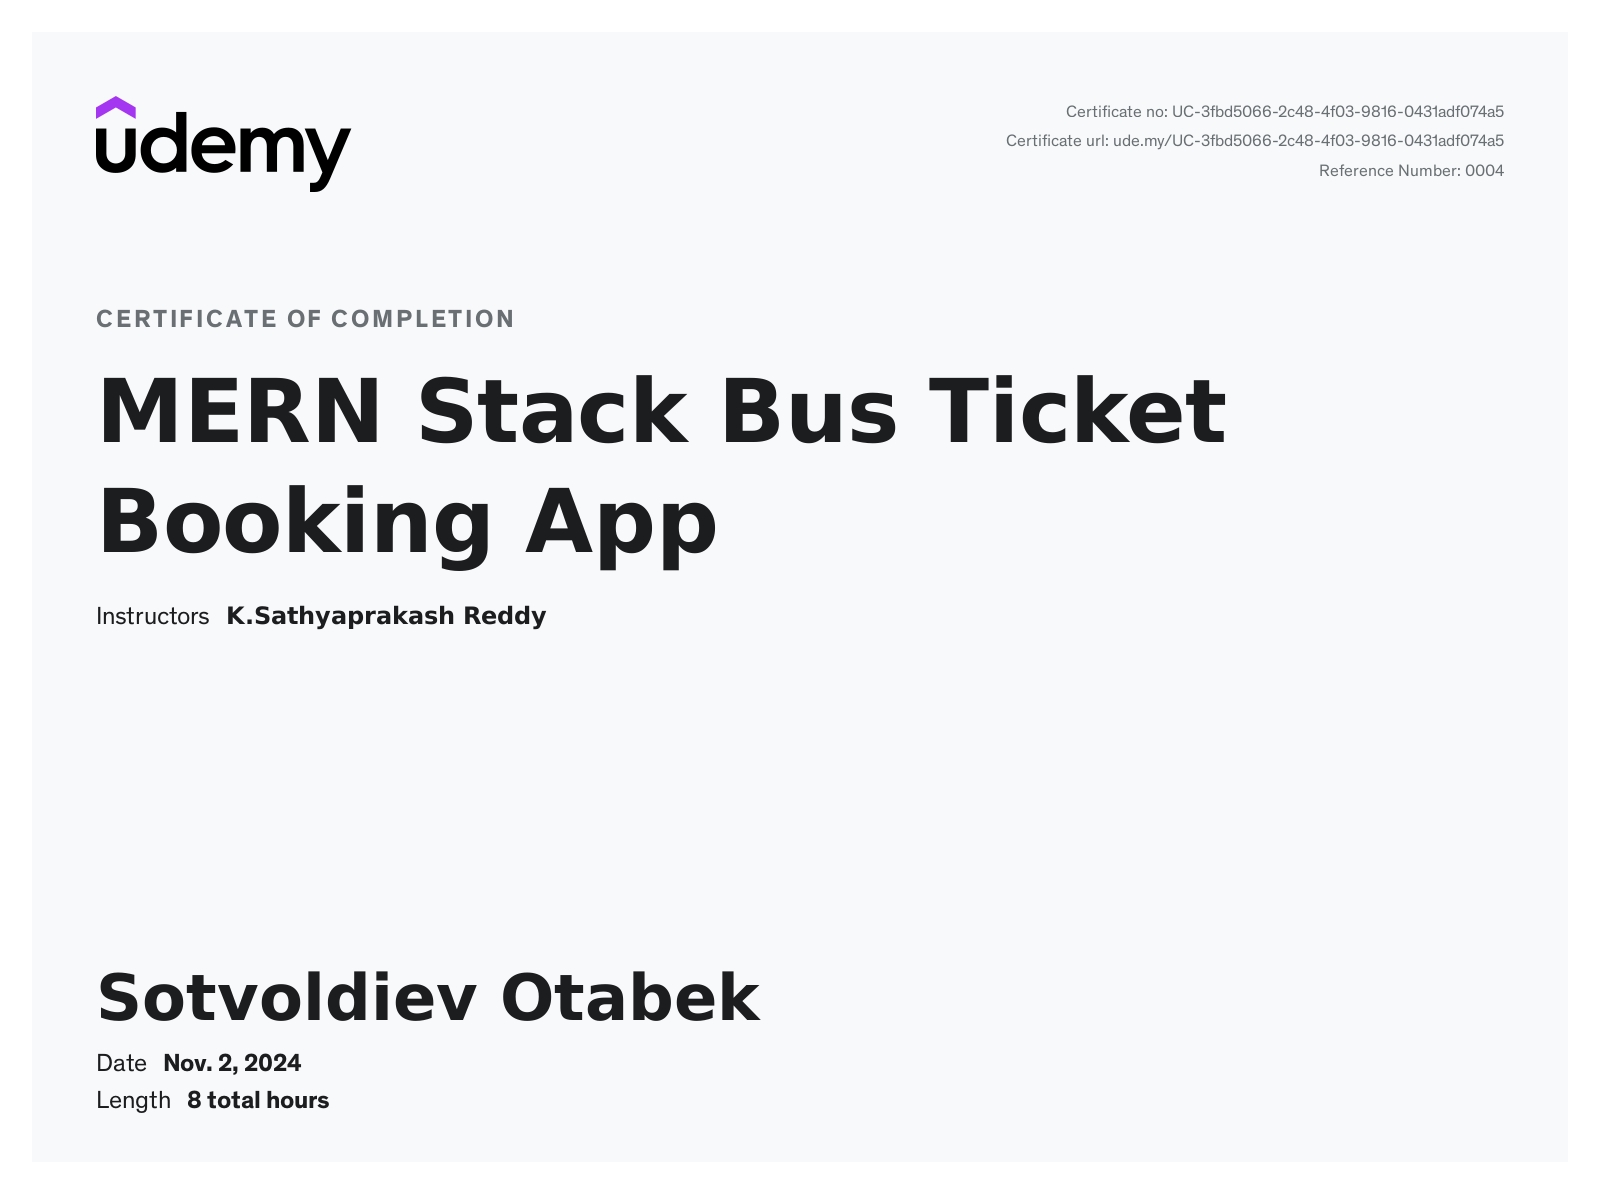 udemy
Certificate no: UC-3fbd5066-2c48-4f03-9816-0431adf074a5
Certificate url: ude.my/UC-3fbd5066-2c48-4f03-9816-0431adf074a5
Reference Number: 0004
CERTIFICATE OF COMPLETION
MERN Stack Bus Ticket
Booking App
Instructors K.Sathyaprakash Reddy
Sotvoldiev Otabek
Date Nov. 2, 2024
Length 8 total hours